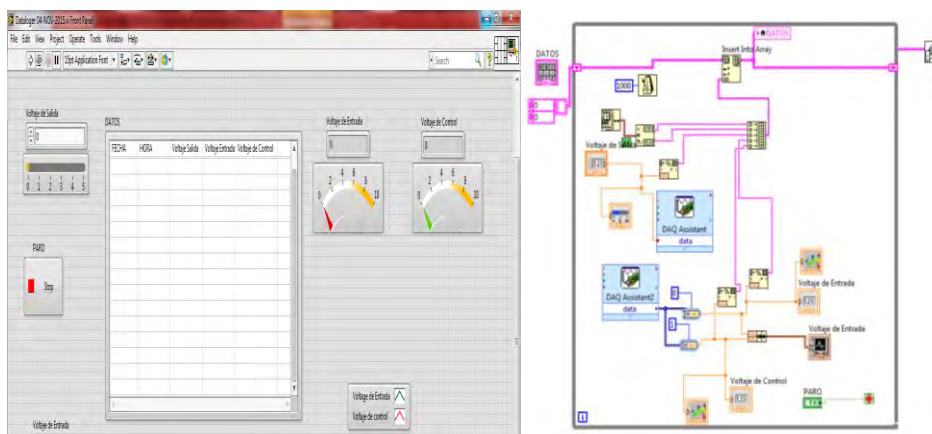 Dataloger 04-NOV-2015.vi Front Panel
File Edit View Project Operate Tools Window Help
15pt Application Font
Search
Voltaje de Salida
0
0 1 2 3 4 5
PARO
Stop
Voltaje de Entrada
DATOS
FECHA HORA Voltaje Salida Voltaje Entrada Voltaje de Control
Voltaje de Entrada
0
0 2 4 6 8 10
Voltaje de Control
0
0 2 4 6 8 10
Voltaje de Entrada
Voltaje de control
DATOS
DATOS
Insert Into Array
1000
Voltaje de
DAQ Assistant
data
DAQ Assistant2
data
0
Voltaje de Entrada
Voltaje de Entrada
Voltaje de Control
PARO
TF
i